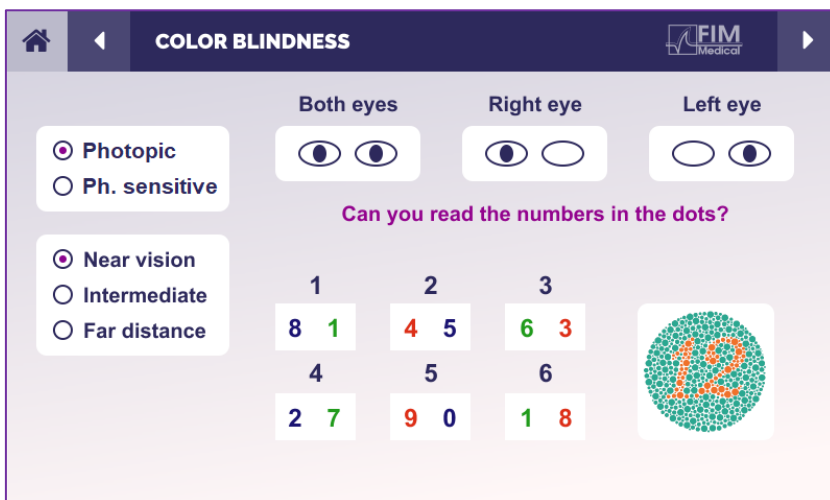 COLOR BLINDNESS
FIM
Medical
Both eyes
Right eye
Left eye
Photopic
Ph. sensitive
Can you read the numbers in the dots?
Near vision
Intermediate
Far distance
1 2 3
8 1 4 5 6 3
4 5 6
2 7 9 0 1 8
12